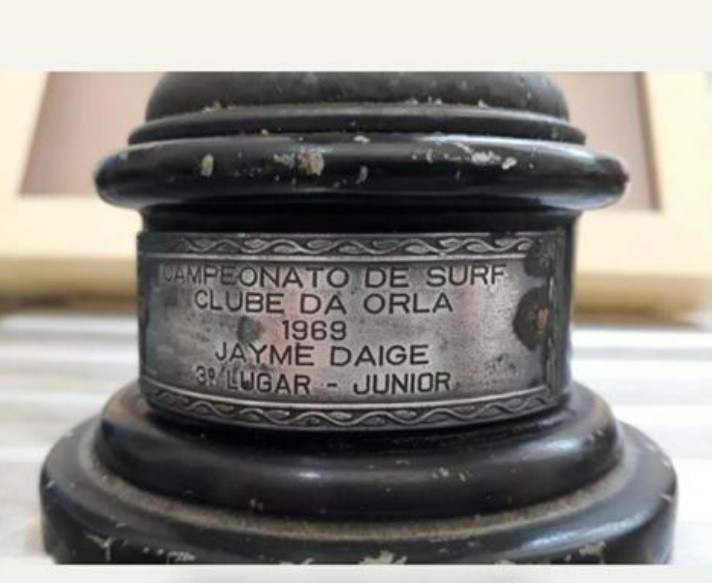 CAMPEONATO DE SURF
CLUBE DA ORLA
1969
JAYME DAIGE
3º LUGAR - JUNIOR